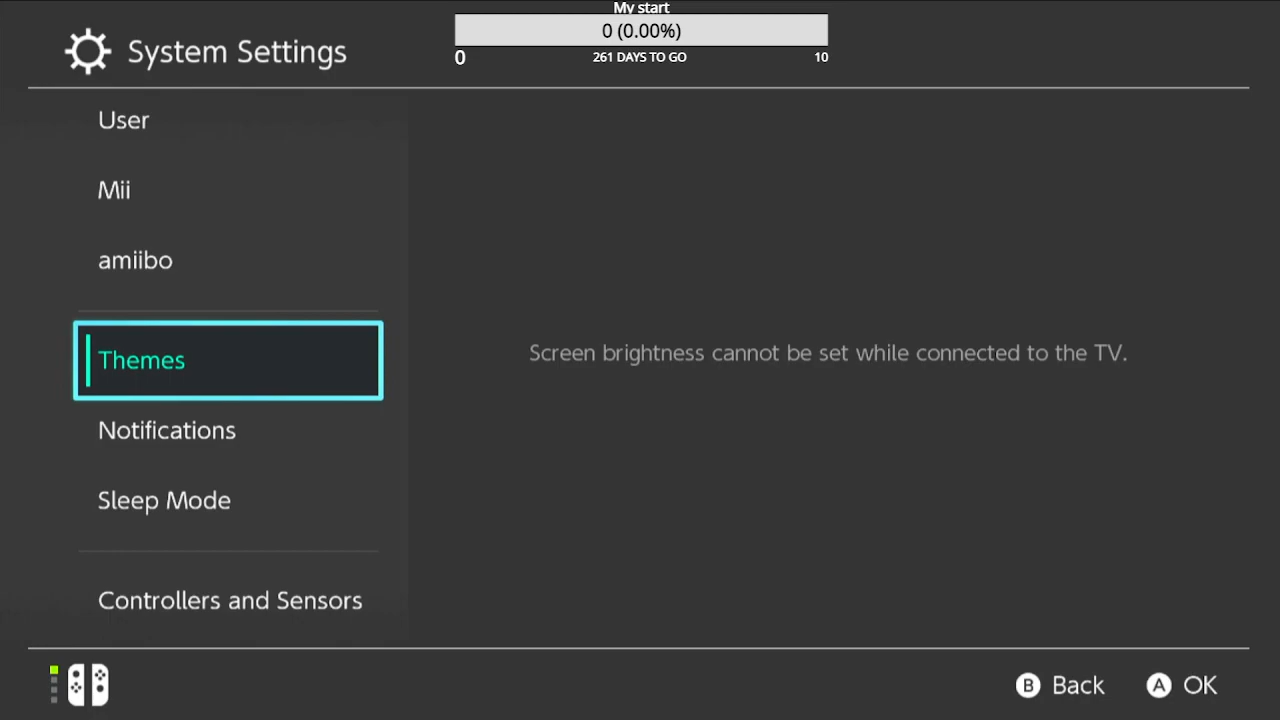 My start
System Settings
0 (0.00%)
0
261 DAYS TO GO
10
User
Mii
amiibo
Themes
Screen brightness cannot be set while connected to the TV.
Notifications
Sleep Mode
Controllers and Sensors
B Back
A OK